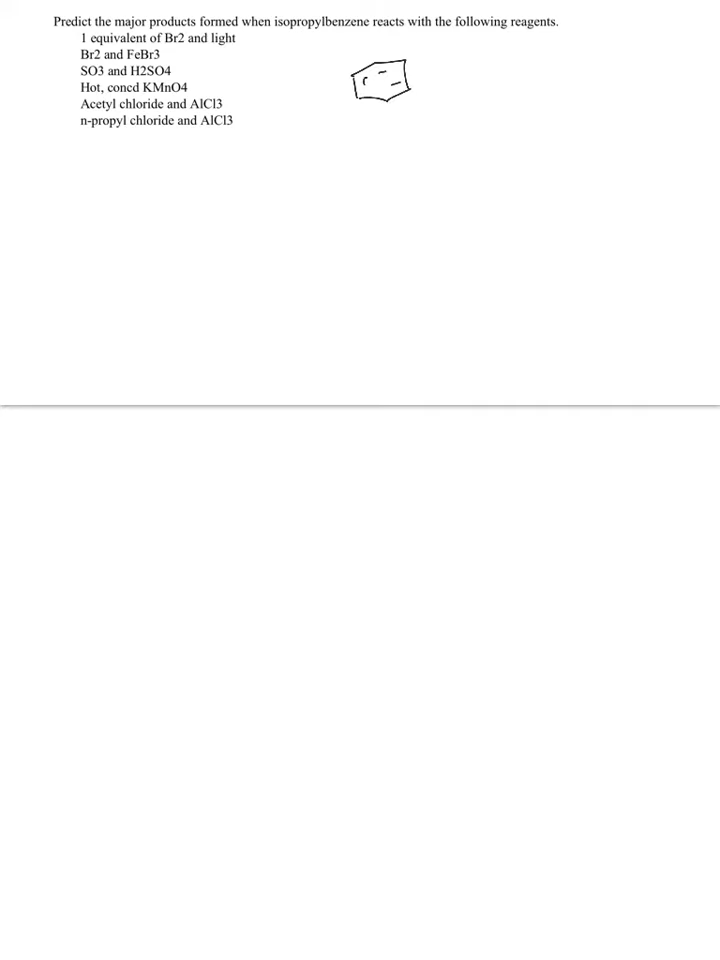 Predict the major products formed when isopropylbenzene reacts with the following reagents.
1 equivalent of Br2 and light
Br2 and FeBr3
SO3 and H2SO4
Hot, concd KMnO4
Acetyl chloride and AlCl3
n-propyl chloride and AlCl3